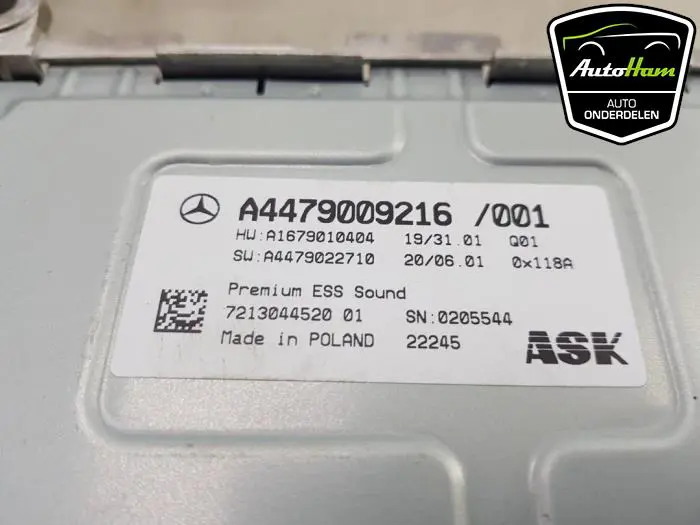 AutoHam
AUTO
ONDERDELEN
A4479009216 /001
HW:A1679010404 19/31.01 Q01
SW:A4479022710 20/06.01 0x118A
Premium ESS Sound
7213044520 01 SN:0205544
Made in POLAND 22245
ASK